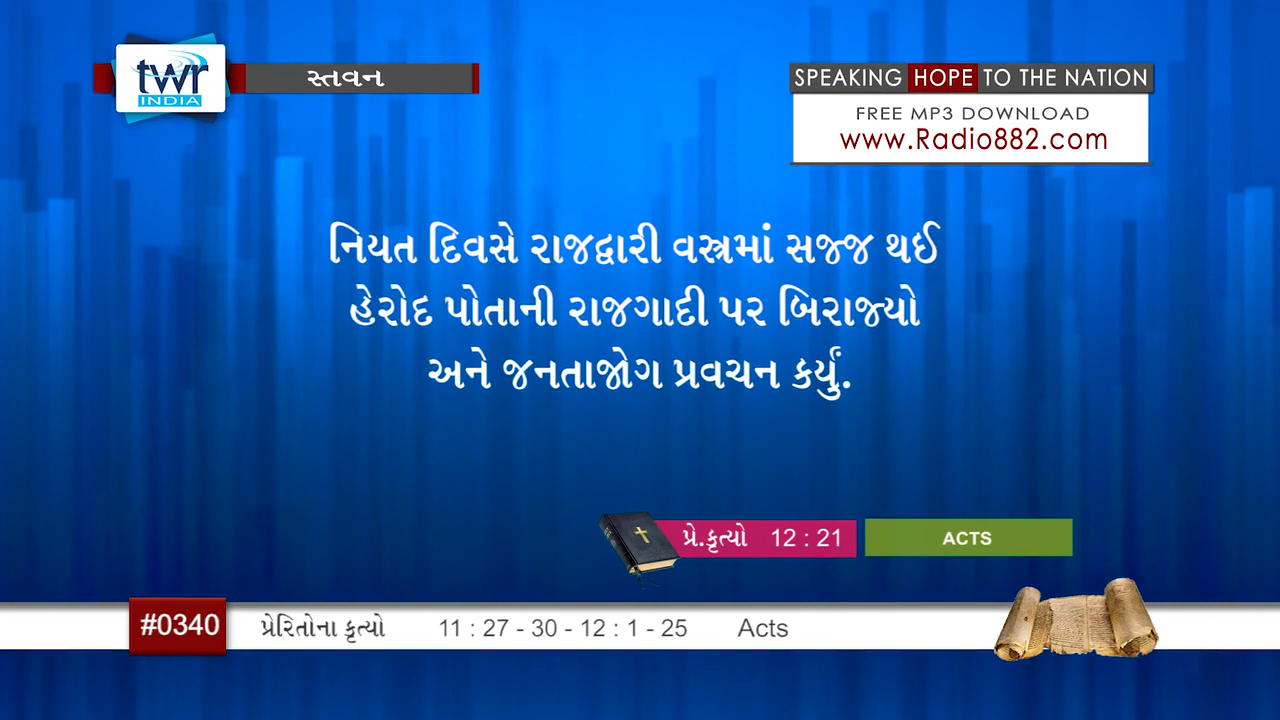 twr
INDIA
સ્તવન
SPEAKING HOPE TO THE NATION
FREE MP3 DOWNLOAD
www.Radio882.com
નિયત દિવસે રાજદ્વારી વસ્ત્રમાં સજ્જ થઈ
હેરોદ પોતાની રાજગાદી પર બિરાજ્યો
અને જનતાજોગ પ્રવચન કર્યું.
પ્રે.કૃત્યો 12 : 21 ACTS
#0340 પ્રેરિતોના કૃત્યો 11 : 27 - 30 - 12 : 1 - 25 Acts